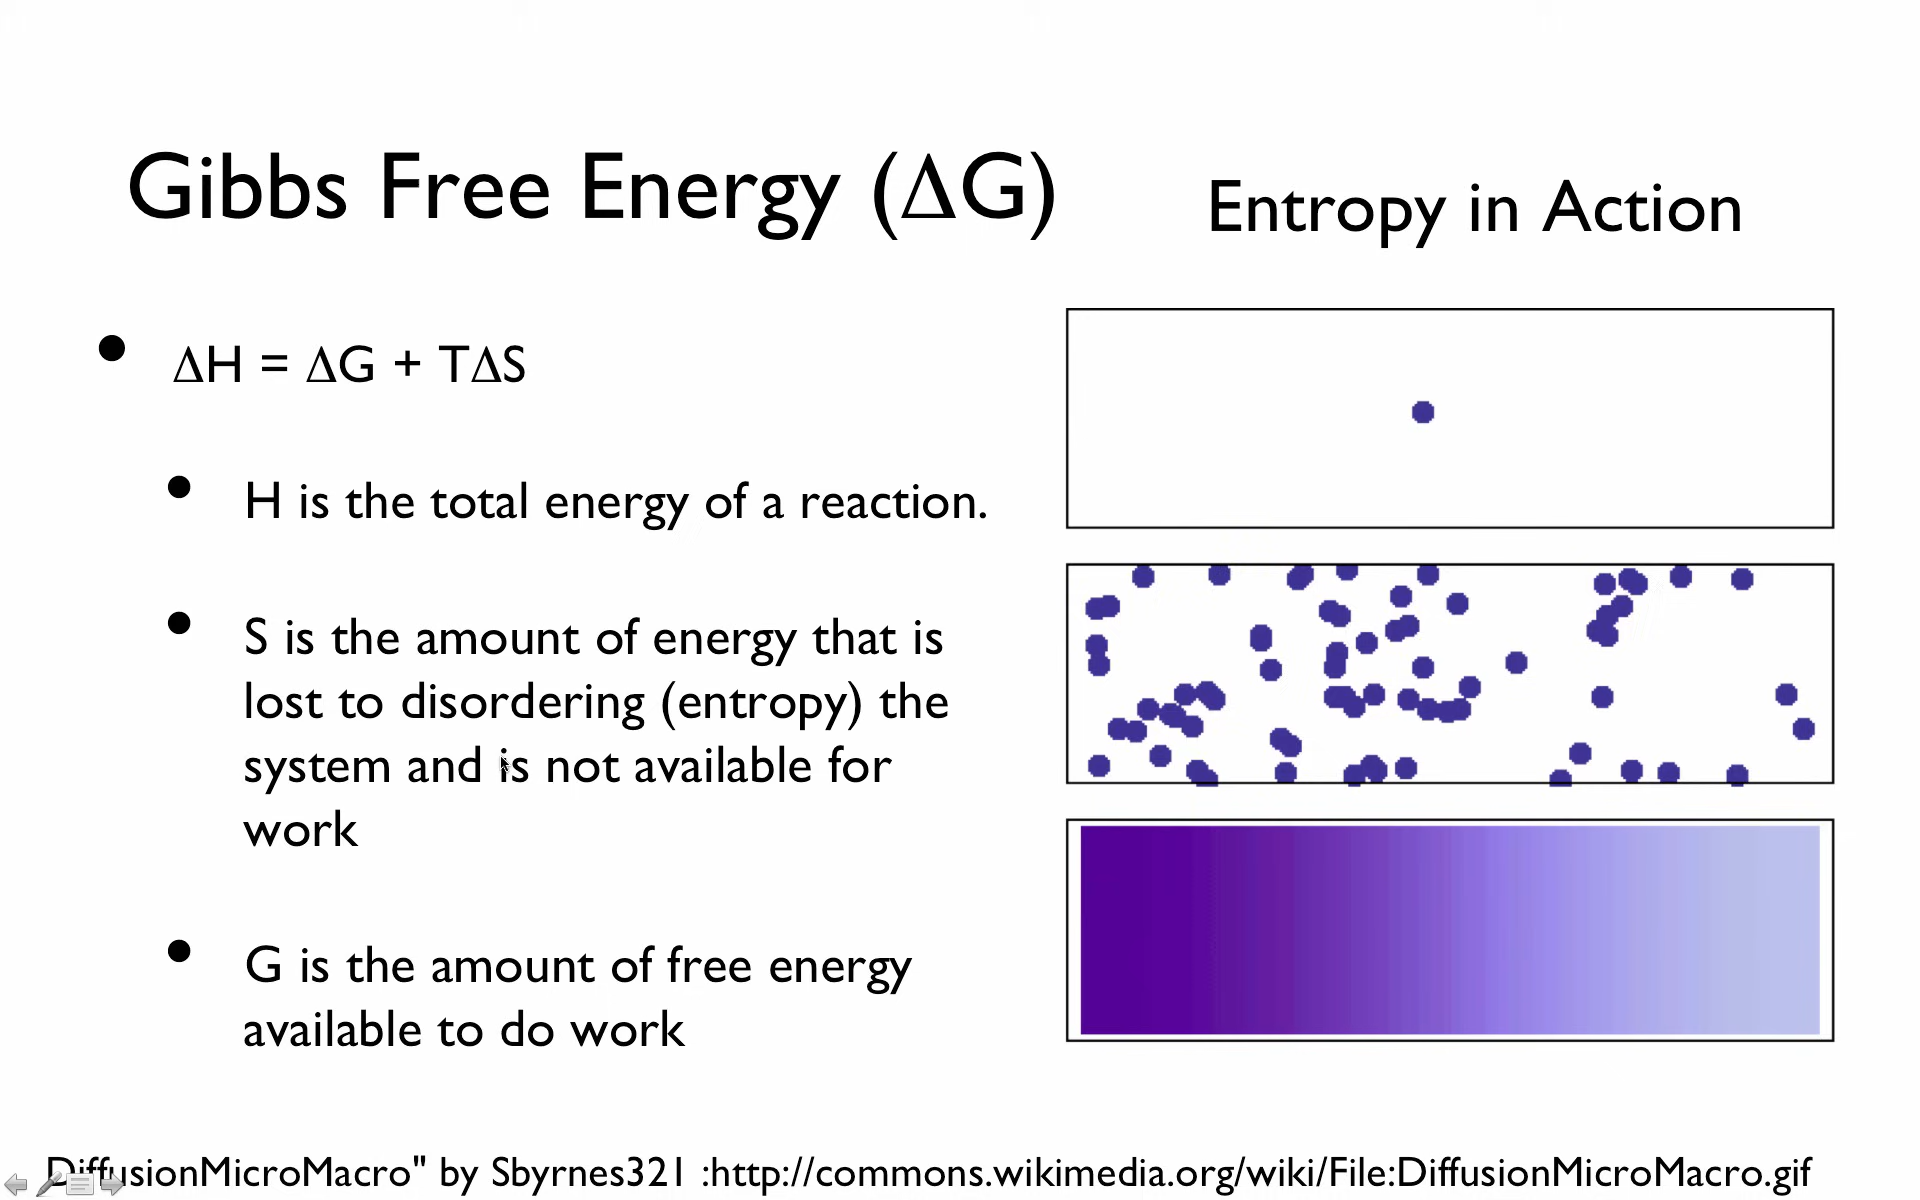 Gibbs Free Energy (ΔG)
Entropy in Action
• ΔH = ΔG + TΔS
• H is the total energy of a reaction.
• S is the amount of energy that is
lost to disordering (entropy) the
system and is not available for
work
• G is the amount of free energy
available to do work
DiffusionMicroMacro" by Sbyrnes321 :http://commons.wikimedia.org/wiki/File:DiffusionMicroMacro.gif